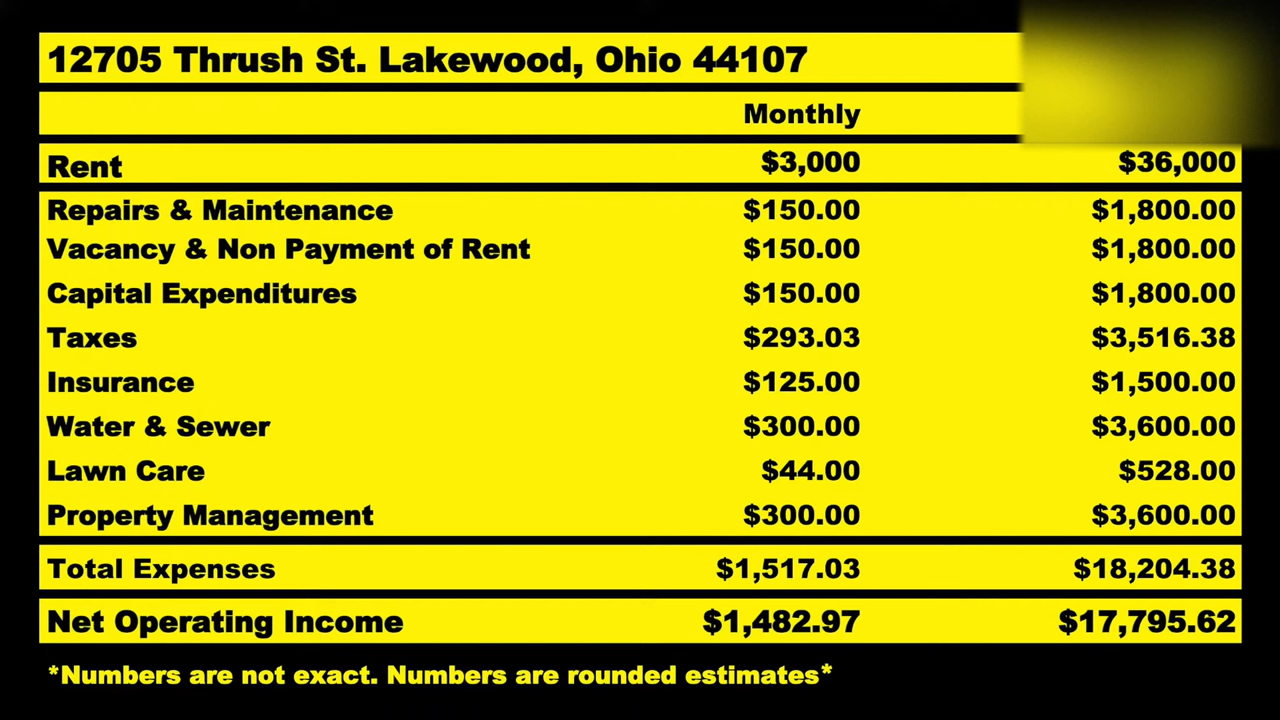 12705 Thrush St. Lakewood, Ohio 44107
Monthly
Rent $3,000 $36,000
Repairs & Maintenance $150.00 $1,800.00
Vacancy & Non Payment of Rent $150.00 $1,800.00
Capital Expenditures $150.00 $1,800.00
Taxes $293.03 $3,516.38
Insurance $125.00 $1,500.00
Water & Sewer $300.00 $3,600.00
Lawn Care $44.00 $528.00
Property Management $300.00 $3,600.00
Total Expenses $1,517.03 $18,204.38
Net Operating Income $1,482.97 $17,795.62
*Numbers are not exact. Numbers are rounded estimates*